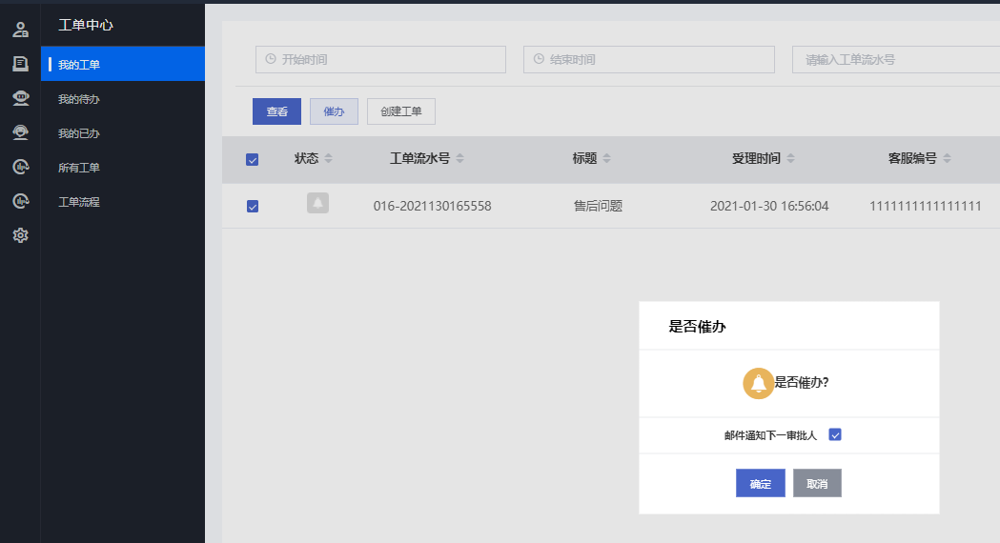 工单中心
我的工单
我的待办
我的已办
所有工单
工单流程
开始时间 结束时间 请输入工单流水号
查看 催办 创建工单
状态 工单流水号 标题 受理时间 客服编号
016-2021130165558 售后问题 2021-01-30 16:56:04 1111111111111111
是否催办
是否催办?
邮件通知下一审批人
确定 取消